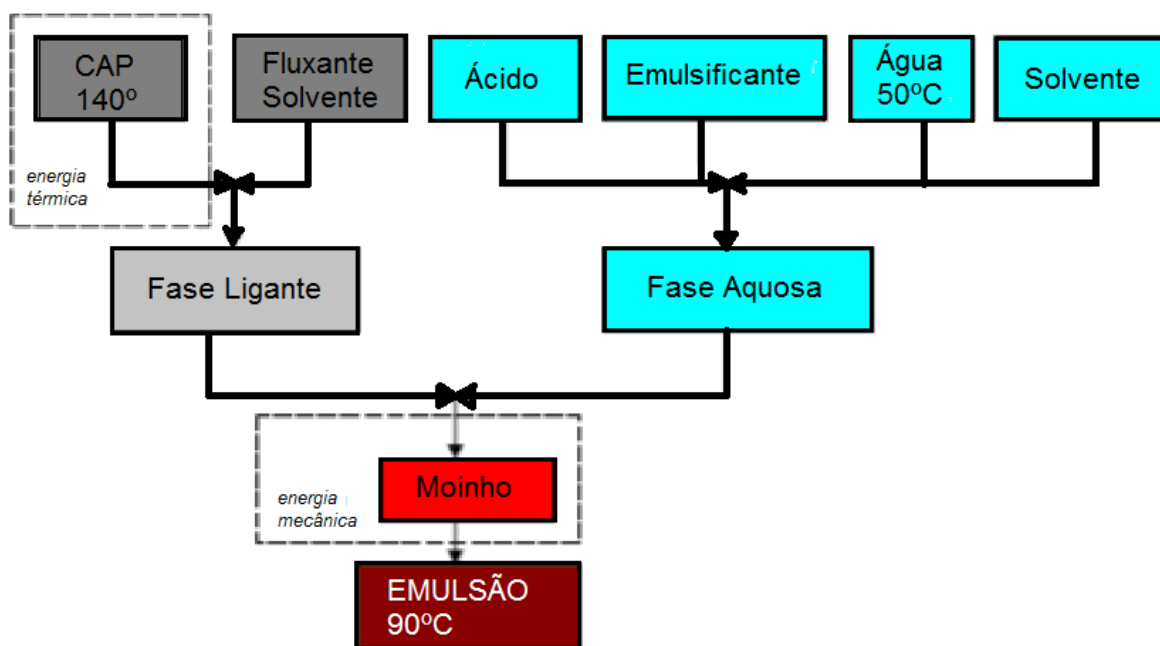 CAP
140º
Fluxante
Solvente
Ácido
Emulsificante
Água
50ºC
Solvente
energia
térmica
Fase Ligante
Fase Aquosa
energia
mecânica
Moinho
EMULSÃO
90ºC